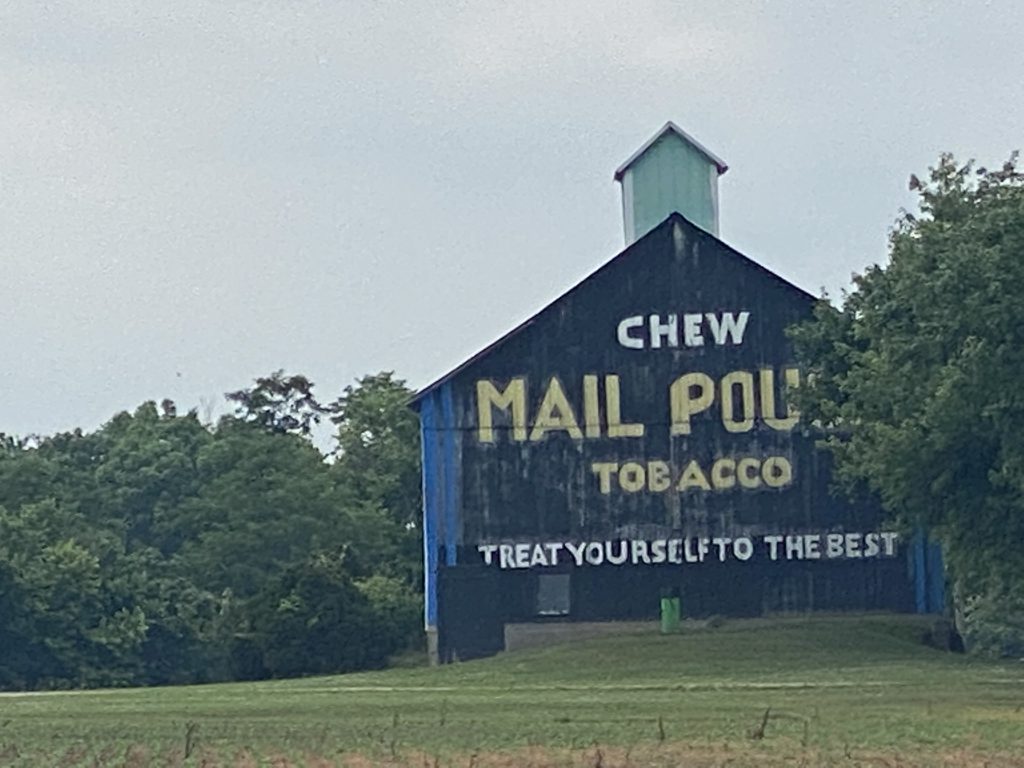 CHEW
MAIL POU
TOBACCO
TREAT YOURSELF TO THE BEST